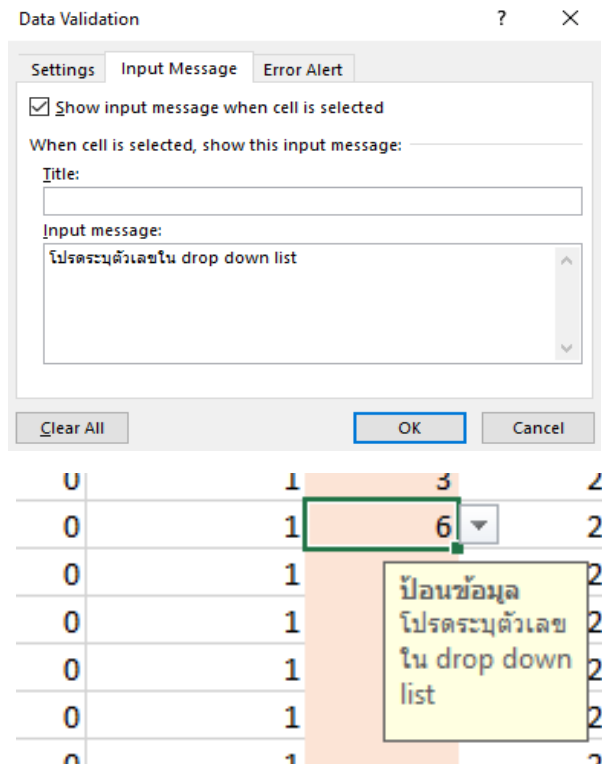 Data Validation ? ×
Settings Input Message Error Alert
Show input message when cell is selected
When cell is selected, show this input message:
Title:
Input message:
โปรดระบุตัวเลขใน drop down list
Clear All OK Cancel
0 1 3 2
0 1 6 2
0 1 2
ป้อนข้อมูล
0 1 2
โปรดระบุตัวเลข
0 1 2
ใน drop down
list
0 1 2
0 1 2